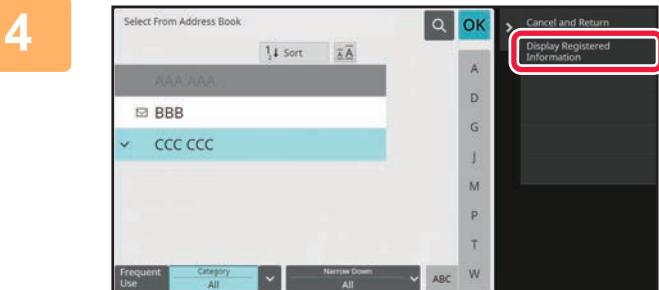 4
Select From Address Book
OK
Cancel and Return
Display Registered
Information
1↓ Sort
AAA AAA
BBB
CCC CCC
A
D
G
J
M
P
T
W
Frequent
Use
Category
All
Narrow Down
All
ABC